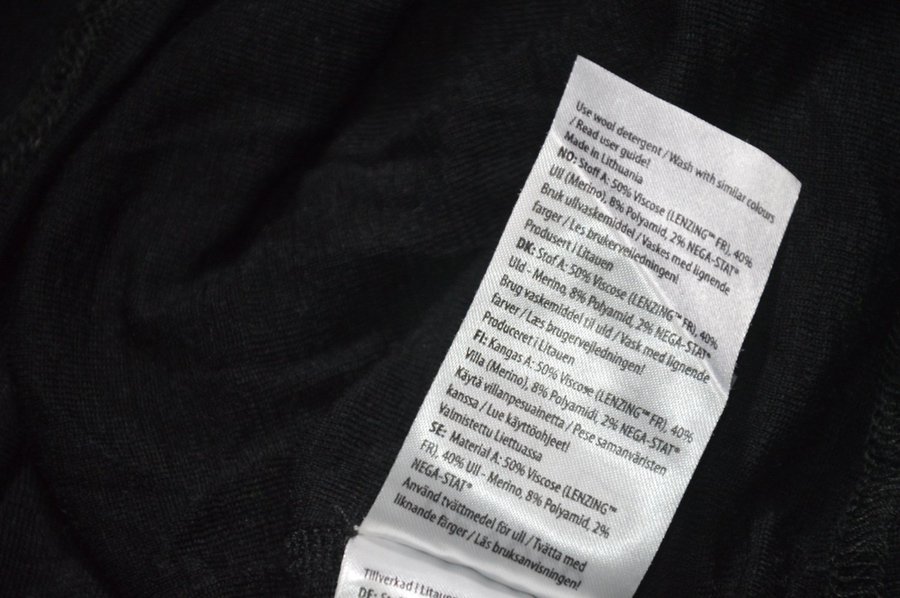 Use wool detergent / Wash with similar colours
/ Read user guide!
Made in Lithuania
NO: Stoff A: 50% Viscose (LENZING™ FR), 40%
Ull (Merino), 8% Polyamid, 2% NEGA-STAT®
Bruk ullvaskemiddel / Vaskes med lignende
farger / Les brukerveiledningen!
Produsert i Litauen
DK: Stof A: 50% Viscose (LENZING™ FR), 40%
Uld - Merino, 8% Polyamid, 2% NEGA-STAT®
Brug vaskemiddel til uld / Vask med lignende
farver / Læs brugervejledningen!
Produceret i Litauen
FI: Kangas A: 50% Viscose (LENZING™ FR), 40%
Villa (Merino), 8% Polyamidi, 2% NEGA-STAT®
Käytä villanpesuainetta / Pese samanväristen
kanssa / Lue käyttöohjeet!
Valmistettu Liettuassa
SE: Material A: 50% Viscose (LENZING™
FR), 40% Ull - Merino, 8% Polyamid, 2%
NEGA-STAT®
Använd tvättmedel för ull / Tvätta med
liknande färger / Läs bruksanvisningen!
Tillverkad i Litauen
DE: